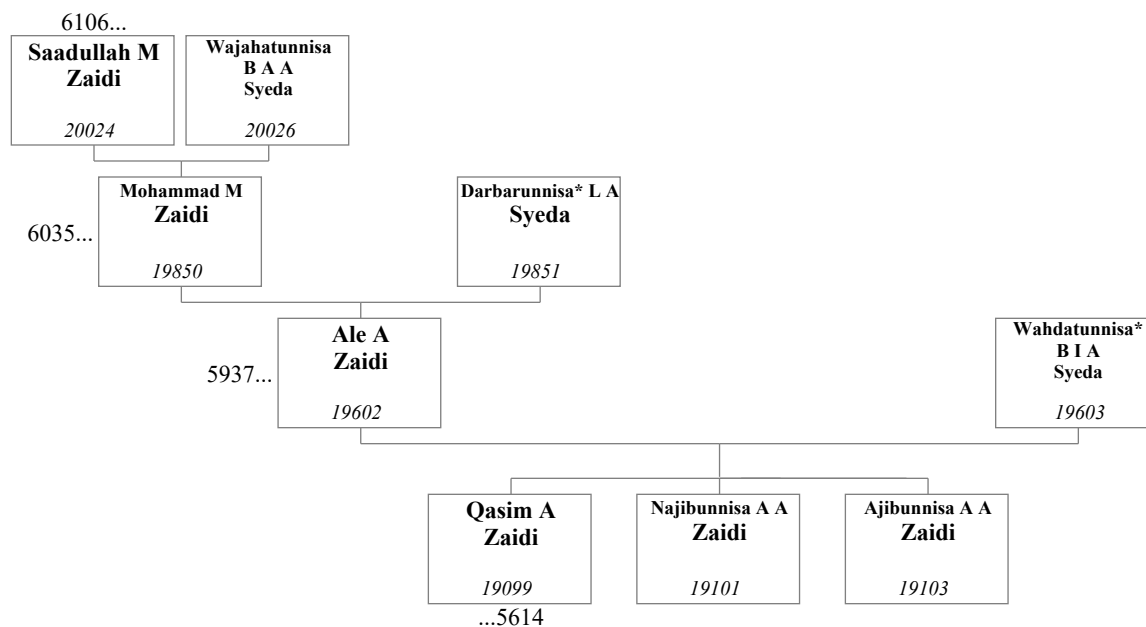 6106...
Saadullah M
Zaidi
20024
Wajahatunnisa
B A A
Syeda
20026
Mohammad M
Zaidi
19850
6035...
Darbarunnisa* L A
Syeda
19851
Ale A
Zaidi
19602
5937...
Wahdatunnisa*
B I A
Syeda
19603
Qasim A
Zaidi
19099
...5614
Najibunnisa A A
Zaidi
19101
Ajibunnisa A A
Zaidi
19103